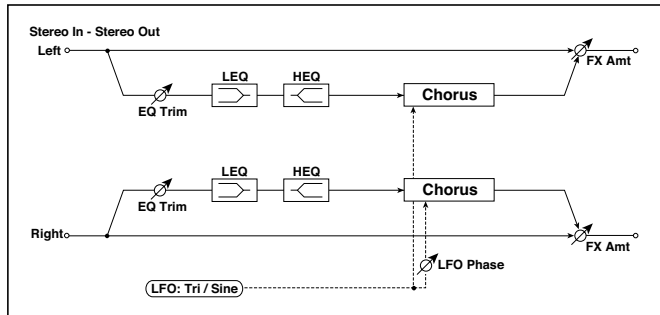 Stereo In - Stereo Out
Left
FX Amt
LEQ HEQ
EQ Trim
Chorus
LEQ HEQ
EQ Trim
Chorus
Right
FX Amt
LFO Phase
LFO: Tri / Sine